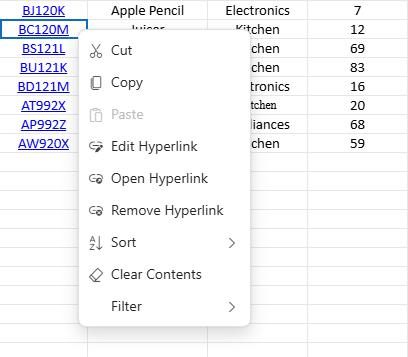 BJ120K Apple Pencil Electronics 7
BC120M Juicer Kitchen 12
BS121L chen 69
BU121K chen 83
BD121M tronics 16
AT992X tchen 20
AP992Z liances 68
AW920X chen 59
Cut
Copy
Paste
Edit Hyperlink
Open Hyperlink
Remove Hyperlink
Sort
Clear Contents
Filter